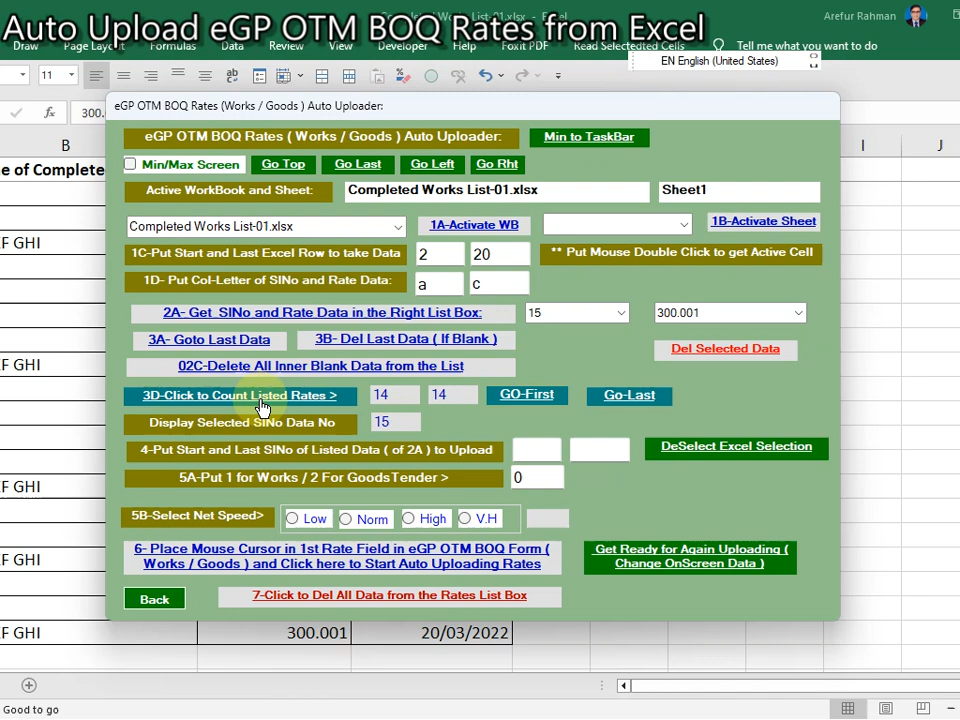 Auto Upload eGP OTM BOQ Rates from Excel
Arefur Rahman
Draw Page Layout Formulas Data Review View Developer Help Foxit PDF Read Selectected Cells Tell me what you want to do
EN English (United States)
11
300.
eGP OTM BOQ Rates (Works / Goods ) Auto Uploader:
B I J
eGP OTM BOQ Rates ( Works / Goods ) Auto Uploader: Min to TaskBar
ne of Complete Min/Max Screen Go Top Go Last Go Left Go Rht
Active WorkBook and Sheet: Completed Works List-01.xlsx Sheet1
Completed Works List-01.xlsx 1A-Activate WB 1B-Activate Sheet
EF GHI
1C-Put Start and Last Excel Row to take Data 2 20 ** Put Mouse Double Click to get Active Cell
1D- Put Col-Letter of SlNo and Rate Data: a c
2A- Get SlNo and Rate Data in the Right List Box: 15 300.001
3A- Goto Last Data 3B- Del Last Data ( If Blank ) Del Selected Data
EF GHI 02C-Delete All Inner Blank Data from the List
3D-Click to Count Listed Rates > 14 14 GO-First Go-Last
Display Selected SlNo Data No 15
4-Put Start and Last SlNo of Listed Data ( of 2A ) to Upload DeSelect Excel Selection
5A-Put 1 for Works / 2 For GoodsTender > 0
EF GHI
5B-Select Net Speed> Low Norm High V.H
6- Place Mouse Cursor in 1st Rate Field in eGP OTM BOQ Form (
Works / Goods ) and Click here to Start Auto Uploading Rates
Get Ready for Again Uploading (
Change OnScreen Data )
EF GHI
Back 7-Click to Del All Data from the Rates List Box
EF GHI 300.001 20/03/2022
Good to go